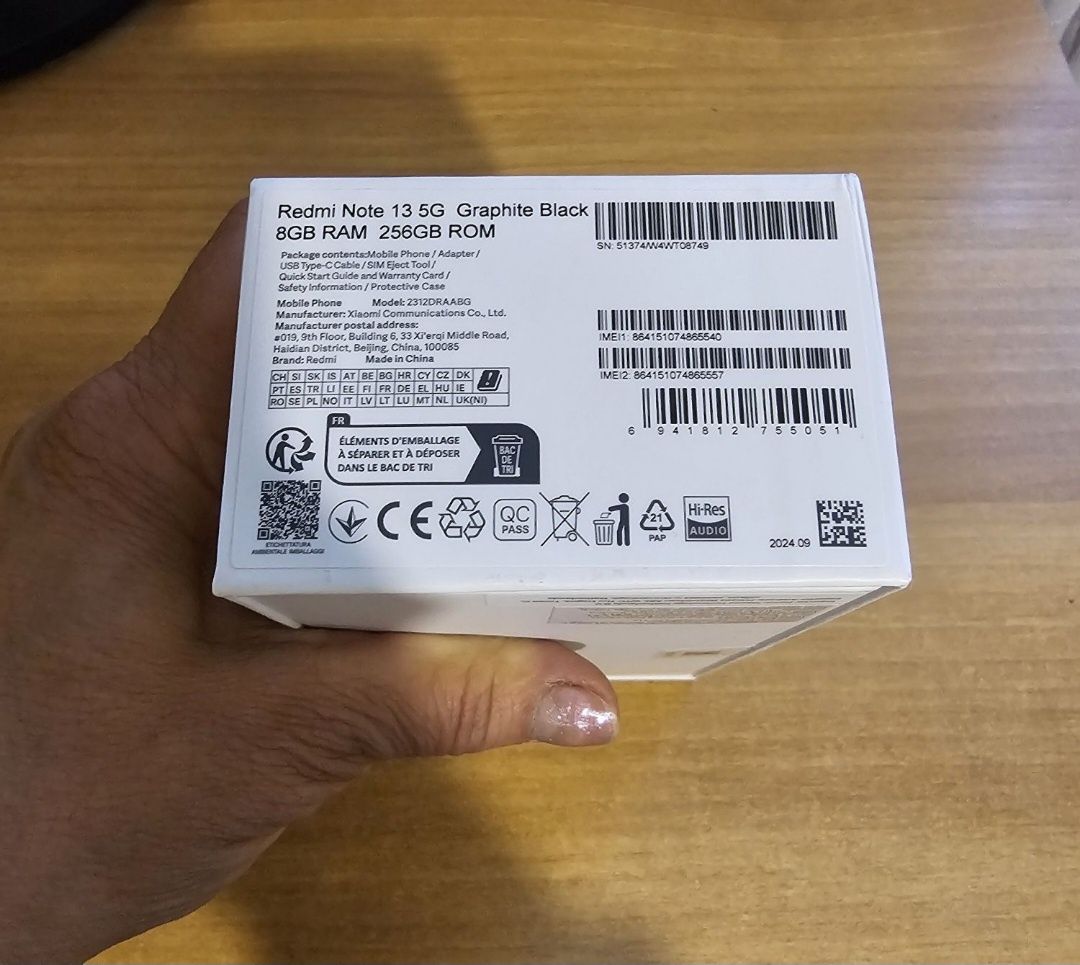 Redmi Note 13 5G Graphite Black
8GB RAM 256GB ROM
Package contents:Mobile Phone / Adapter /
USB Type-C Cable / SIM Eject Tool /
Quick Start Guide and Warranty Card /
Safety Information / Protective Case
Mobile Phone Model: 2312DRAABG
Manufacturer: Xiaomi Communications Co., Ltd.
Manufacturer postal address:
#019, 9th Floor, Building 6, 33 Xi'erqi Middle Road,
Haidian District, Beijing, China, 100085
Brand: Redmi Made in China
CH SI SK IS AT BE BG HR CY CZ DK
PT ES TR LI EE FI FR DE EL HU IE
RO SE PL NO IT LV LT LU MT NL UK(NI)
SN: 51374/W4WT08749
IMEI1: 864151074865540
IMEI2: 864151074865557
6 941812 755051
FR
ÉLÉMENTS D'EMBALLAGE
À SÉPARER ET À DÉPOSER
DANS LE BAC DE TRI
BAC
DE
TRI
ETICHETTATURA
AMBIENTALE IMBALLAGGI
CE
QC
PASS
21
PAP
Hi-Res
AUDIO
2024.09